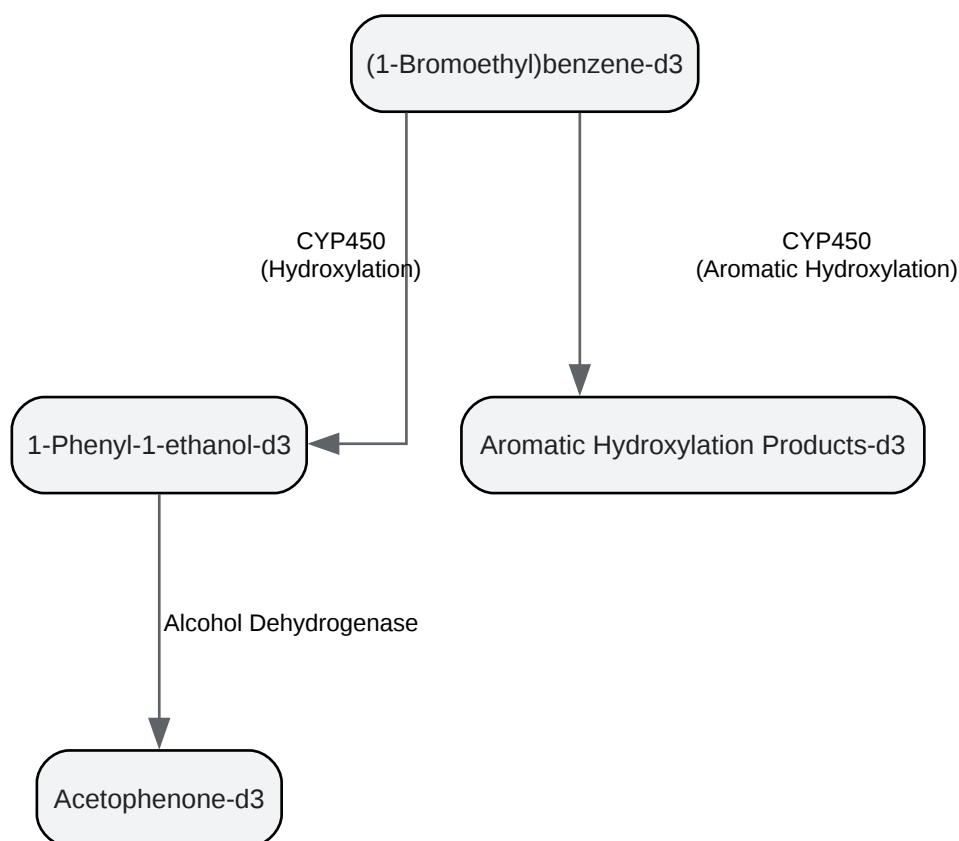 (1-Bromoethyl)benzene-d3
CYP450
(Hydroxylation)
CYP450
(Aromatic Hydroxylation)
1-Phenyl-1-ethanol-d3
Aromatic Hydroxylation Products-d3
Alcohol Dehydrogenase
Acetophenone-d3